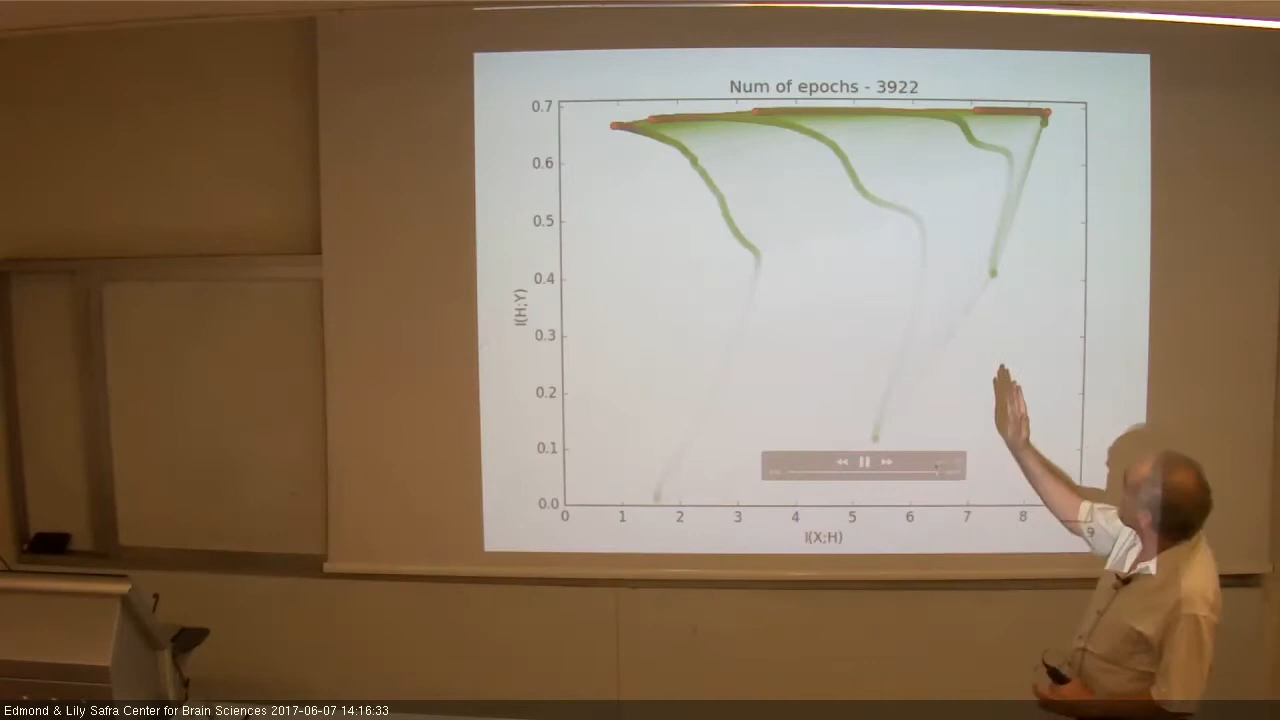 Num of epochs - 3922
0.7
0.6
0.5
0.4
0.3
0.2
0.1
0.0
I(H;Y)
0 1 2 3 4 5 6 7 8 9
I(X;H)
Edmond & Lily Safra Center for Brain Sciences 2017-06-07 14:16:33